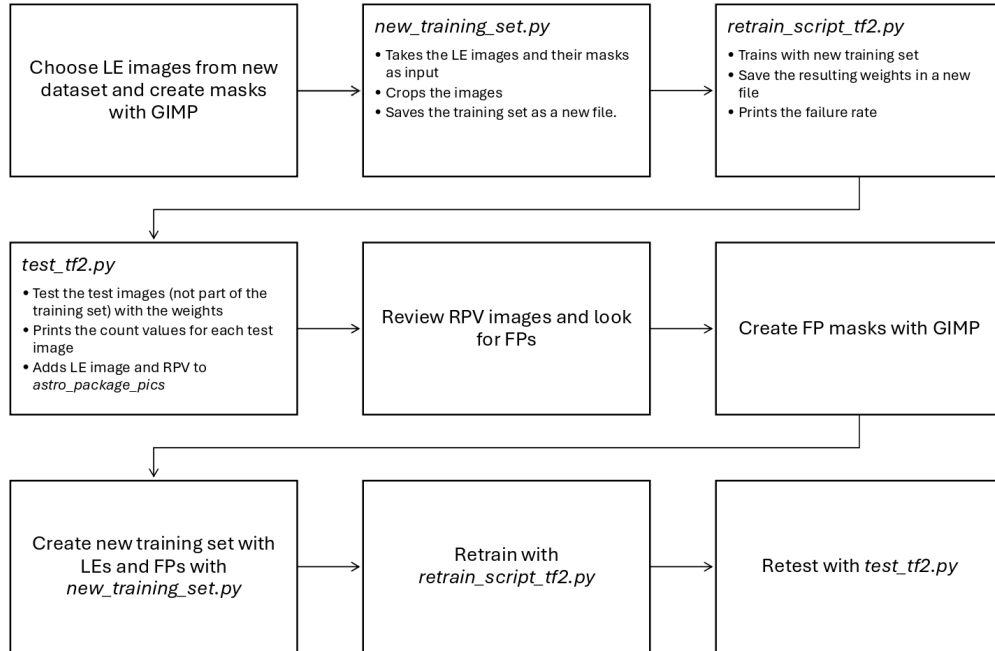 Choose LE images from new
dataset and create masks
with GIMP
new_training_set.py
• Takes the LE images and their masks
as input
• Crops the images
• Saves the training set as a new file.
retrain_script_tf2.py
• Trains with new training set
• Save the resulting weights in a new
file
• Prints the failure rate
test_tf2.py
• Test the test images (not part of the
training set) with the weights
• Prints the count values for each test
image
• Adds LE image and RPV to
astro_package_pics
Review RPV images and look
for FPs
Create FP masks with GIMP
Create new training set with
LEs and FPs with
new_training_set.py
Retrain with
retrain_script_tf2.py
Retest with test_tf2.py